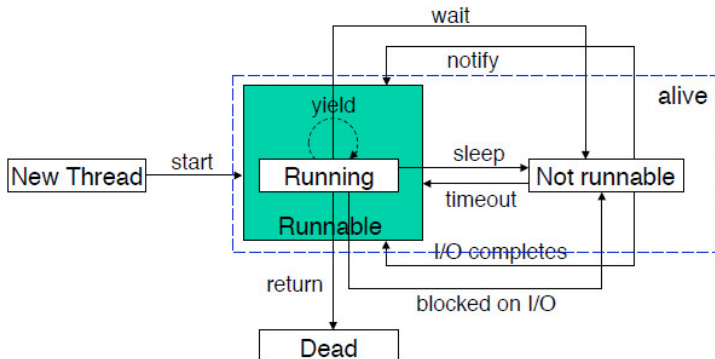 wait
notify
alive
yield
New Thread
start
Running
sleep
Not runnable
timeout
Runnable
I/O completes
return
blocked on I/O
Dead